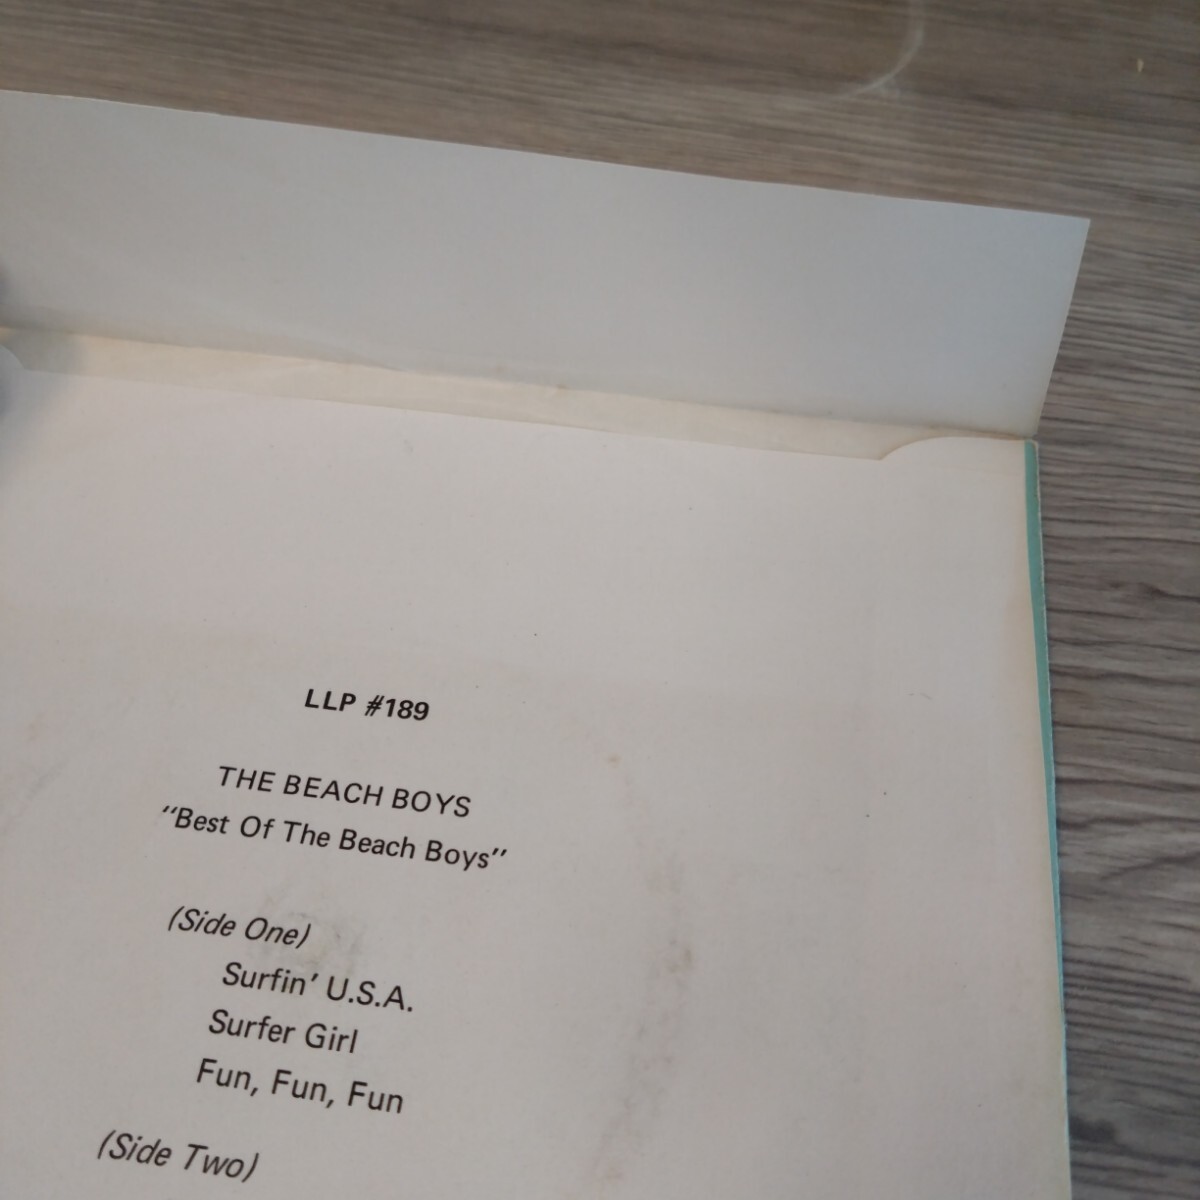 LLP #189
THE BEACH BOYS
"Best Of The Beach Boys"
(Side One)
Surfin' U.S.A.
Surfer Girl
Fun, Fun, Fun
(Side Two)